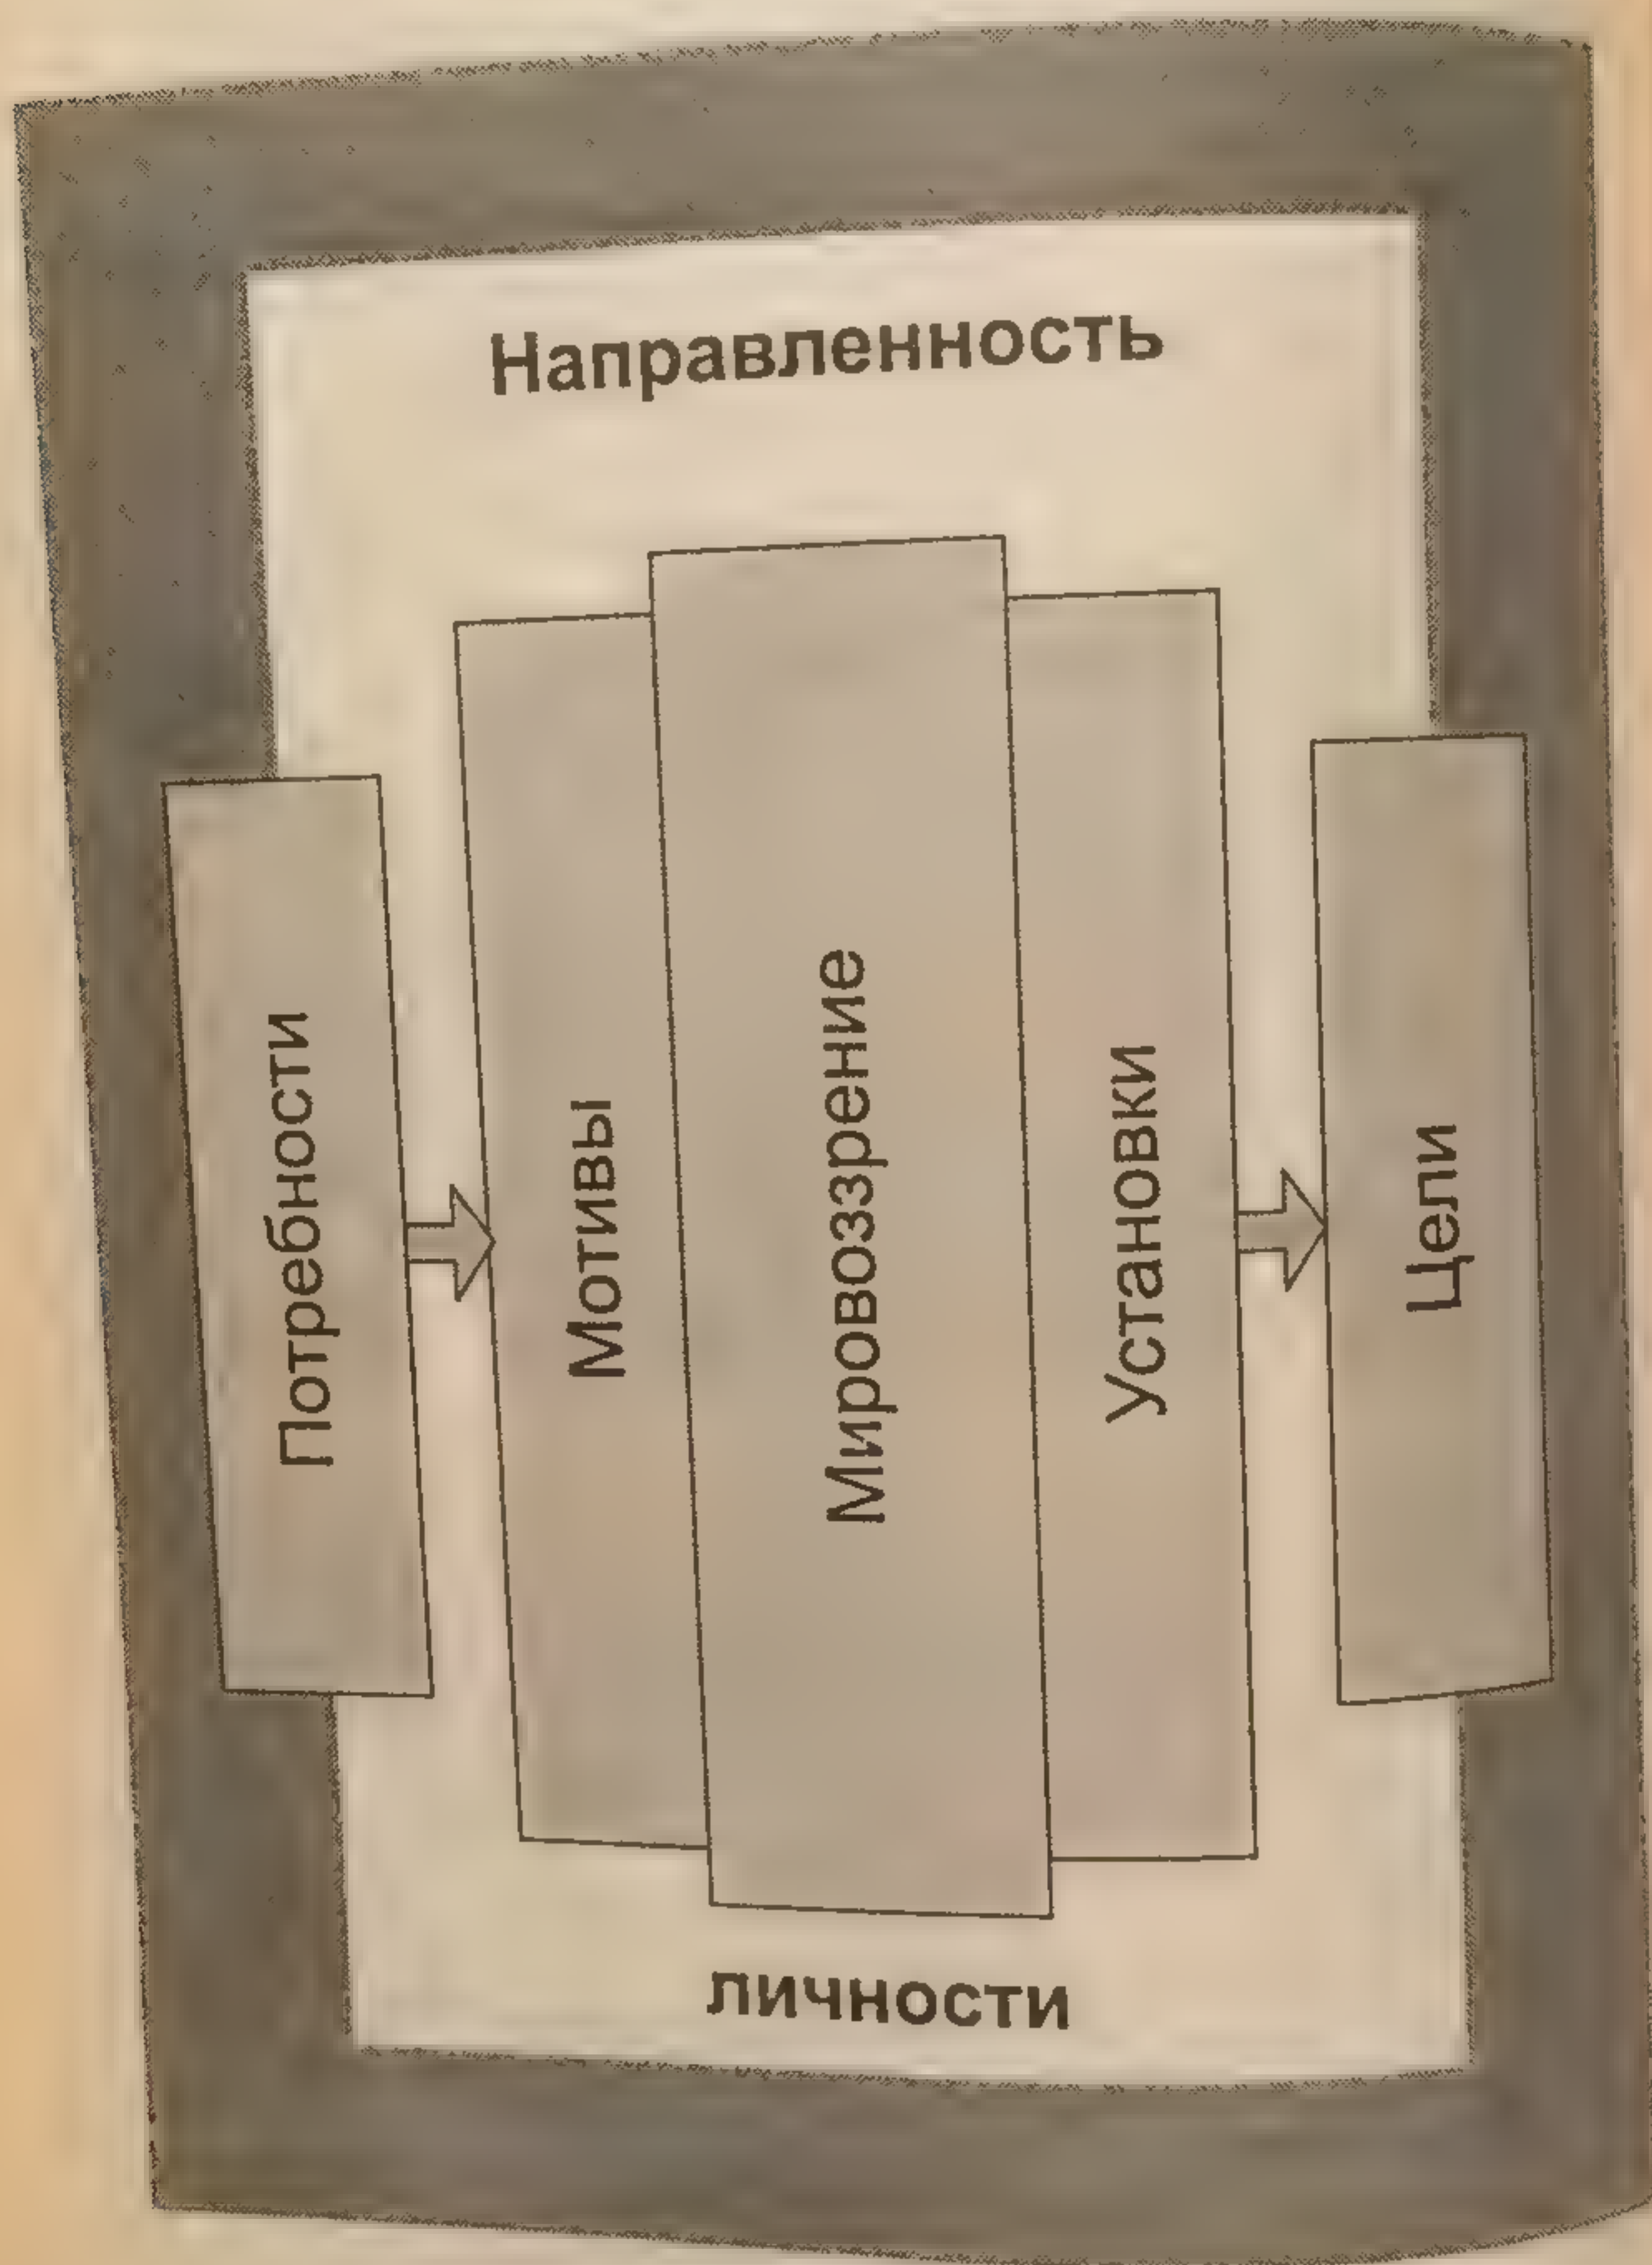 Направленность
Потребности
Мотивы
Мировоззрение
Установки
Цели
личности